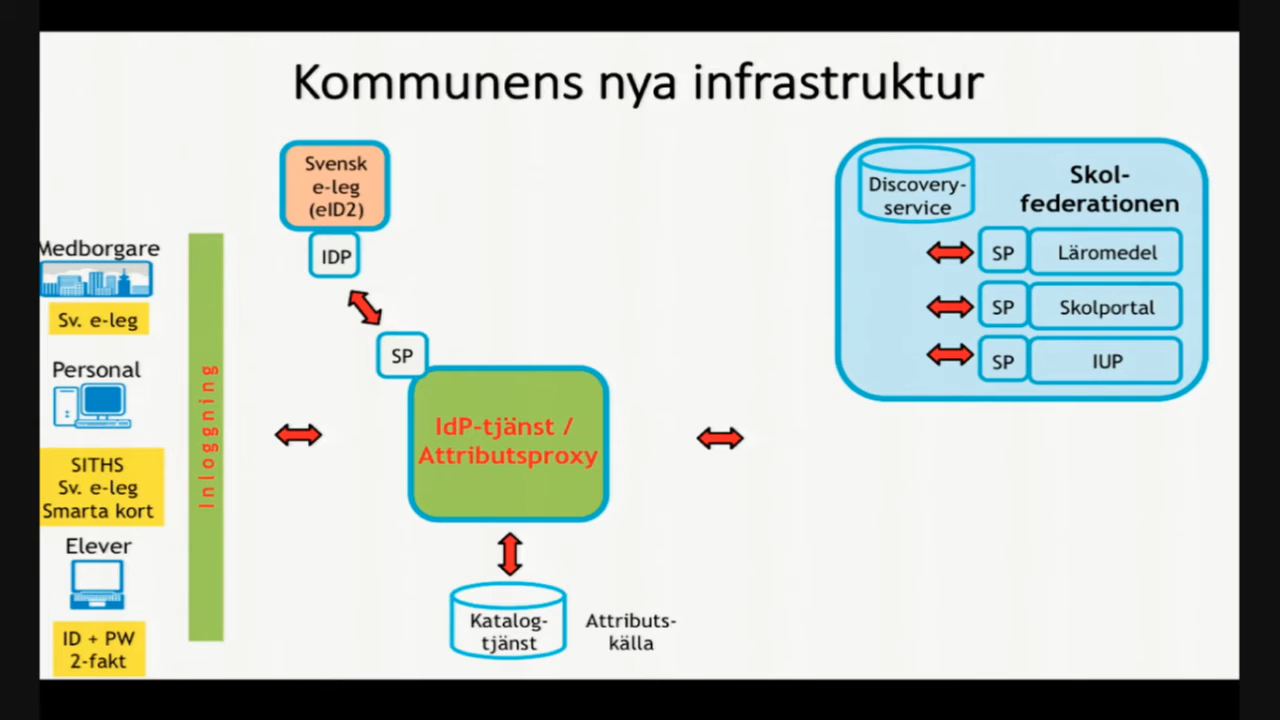 Kommunens nya infrastruktur
Svensk
e-leg
(eID2)
IDP
SP
Medborgare
Sv. e-leg
Personal
SITHS
Sv. e-leg
Smarta kort
Elever
ID + PW
2-fakt
Inloggning
IdP-tjänst /
Attributsproxy
Katalog-
tjänst
Attributs-
källa
Discovery-
service
Skol-
federationen
SP
Läromedel
SP
Skolportal
SP
IUP